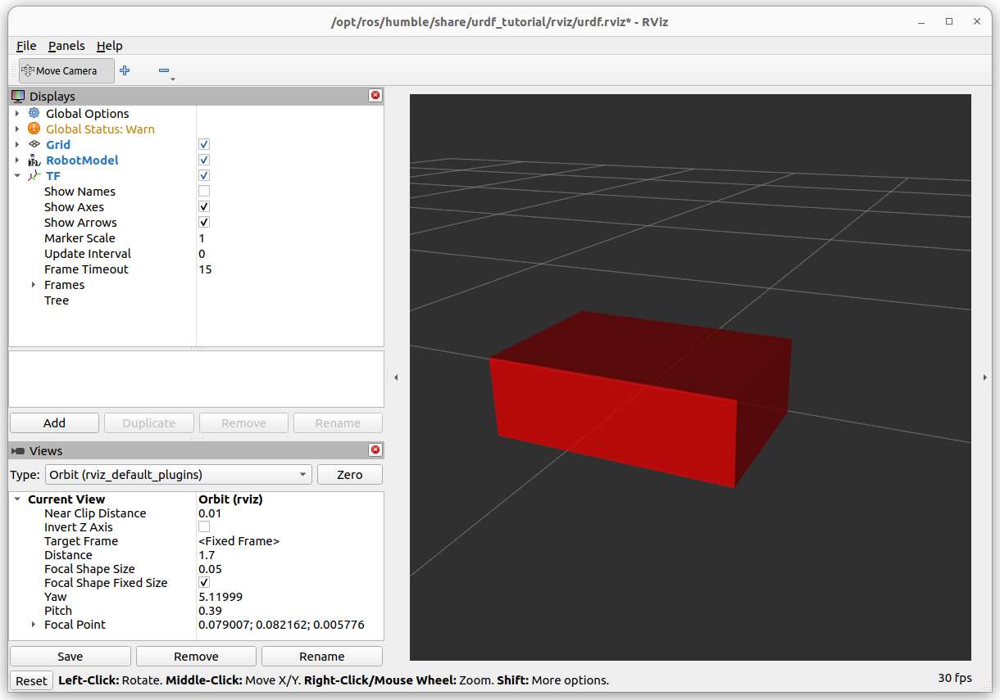 /opt/ros/humble/share/urdf_tutorial/rviz/urdf.rviz* - RViz
File Panels Help
Move Camera
Displays
Global Options
Global Status: Warn
Grid
RobotModel
TF
Show Names
Show Axes
Show Arrows
Marker Scale 1
Update Interval 0
Frame Timeout 15
Frames
Tree
Add Duplicate Remove Rename
Views
Type: Orbit (rviz_default_plugins) Zero
Current View Orbit (rviz)
Near Clip Distance 0.01
Invert Z Axis
Target Frame <Fixed Frame>
Distance 1.7
Focal Shape Size 0.05
Focal Shape Fixed Size
Yaw 5.11999
Pitch 0.39
Focal Point 0.079007; 0.082162; 0.005776
Save Remove Rename
Reset Left-Click: Rotate. Middle-Click: Move X/Y. Right-Click/Mouse Wheel: Zoom. Shift: More options. 30 fps